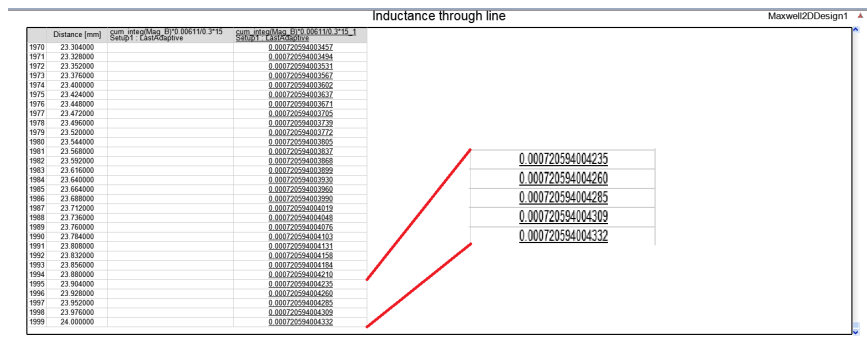 Inductance through line
Maxwell2DDesign1
Distance [mm] cum_integ(Mag_B)*0.00611/0.3*15 cum_integ(Mag_B)*0.00611/0.3*15_1
Setup1 : LastAdaptive Setup1 : LastAdaptive
1970 23.304000 0.000720594003457
1971 23.328000 0.000720594003494
1972 23.352000 0.000720594003531
1973 23.376000 0.000720594003567
1974 23.400000 0.000720594003602
1975 23.424000 0.000720594003637
1976 23.448000 0.000720594003671
1977 23.472000 0.000720594003705
1978 23.496000 0.000720594003739
1979 23.520000 0.000720594003772
1980 23.544000 0.000720594003805
1981 23.568000 0.000720594003837
1982 23.592000 0.000720594003868
1983 23.616000 0.000720594003899
1984 23.640000 0.000720594003930
1985 23.664000 0.000720594003960
1986 23.688000 0.000720594003990
1987 23.712000 0.000720594004019
1988 23.736000 0.000720594004048
1989 23.760000 0.000720594004076
1990 23.784000 0.000720594004103
1991 23.808000 0.000720594004131
1992 23.832000 0.000720594004158
1993 23.856000 0.000720594004184
1994 23.880000 0.000720594004210
1995 23.904000 0.000720594004235
1996 23.928000 0.000720594004260
1997 23.952000 0.000720594004285
1998 23.976000 0.000720594004309
1999 24.000000 0.000720594004332
0.000720594004235
0.000720594004260
0.000720594004285
0.000720594004309
0.000720594004332